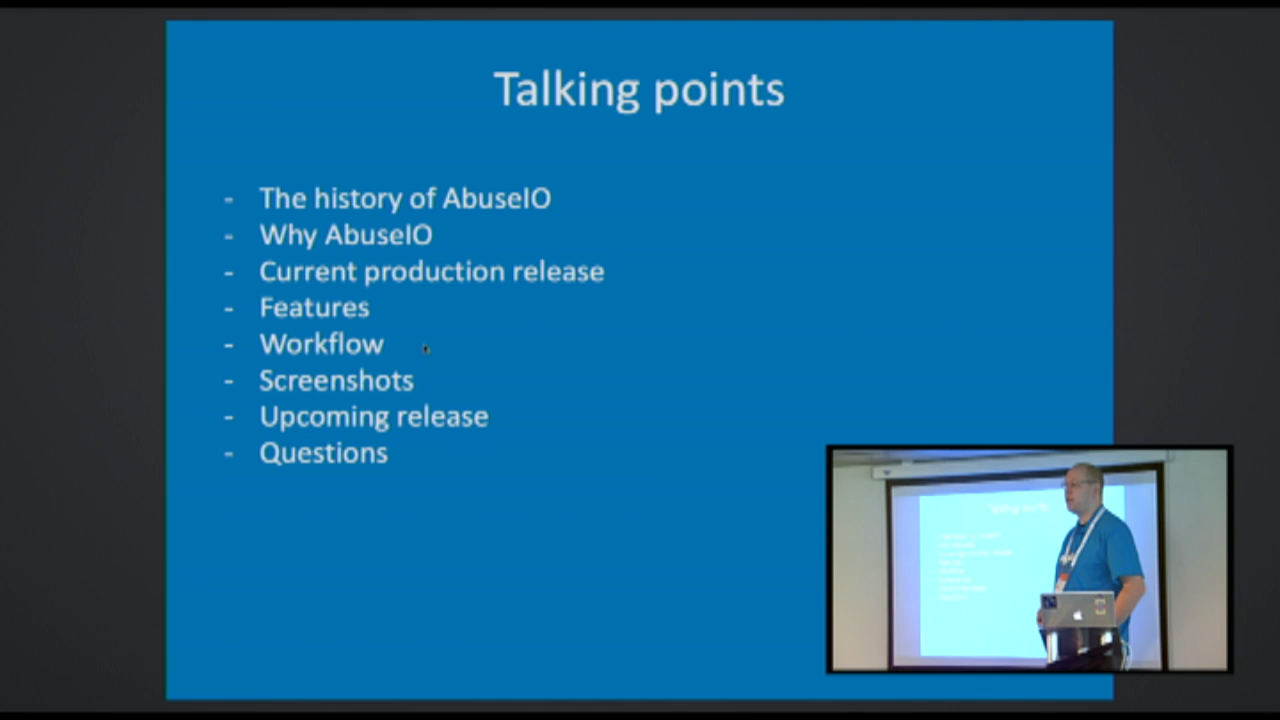 Talking points
- The history of AbuseIO
- Why AbuseIO
- Current production release
- Features
- Workflow
- Screenshots
- Upcoming release
- Questions